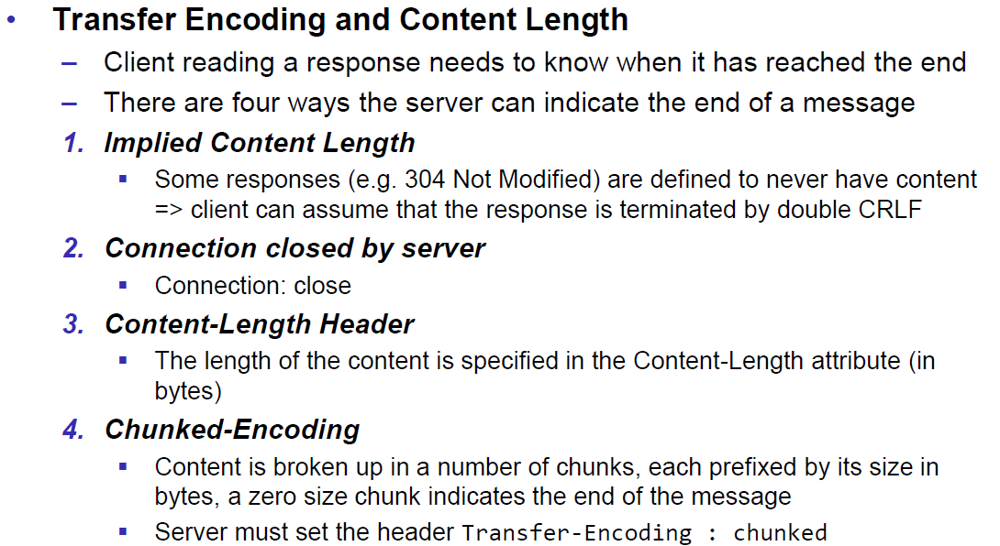 • Transfer Encoding and Content Length
– Client reading a response needs to know when it has reached the end
– There are four ways the server can indicate the end of a message
1. Implied Content Length
▪ Some responses (e.g. 304 Not Modified) are defined to never have content
=> client can assume that the response is terminated by double CRLF
2. Connection closed by server
▪ Connection: close
3. Content-Length Header
▪ The length of the content is specified in the Content-Length attribute (in
bytes)
4. Chunked-Encoding
▪ Content is broken up in a number of chunks, each prefixed by its size in
bytes, a zero size chunk indicates the end of the message
▪ Server must set the header Transfer-Encoding : chunked